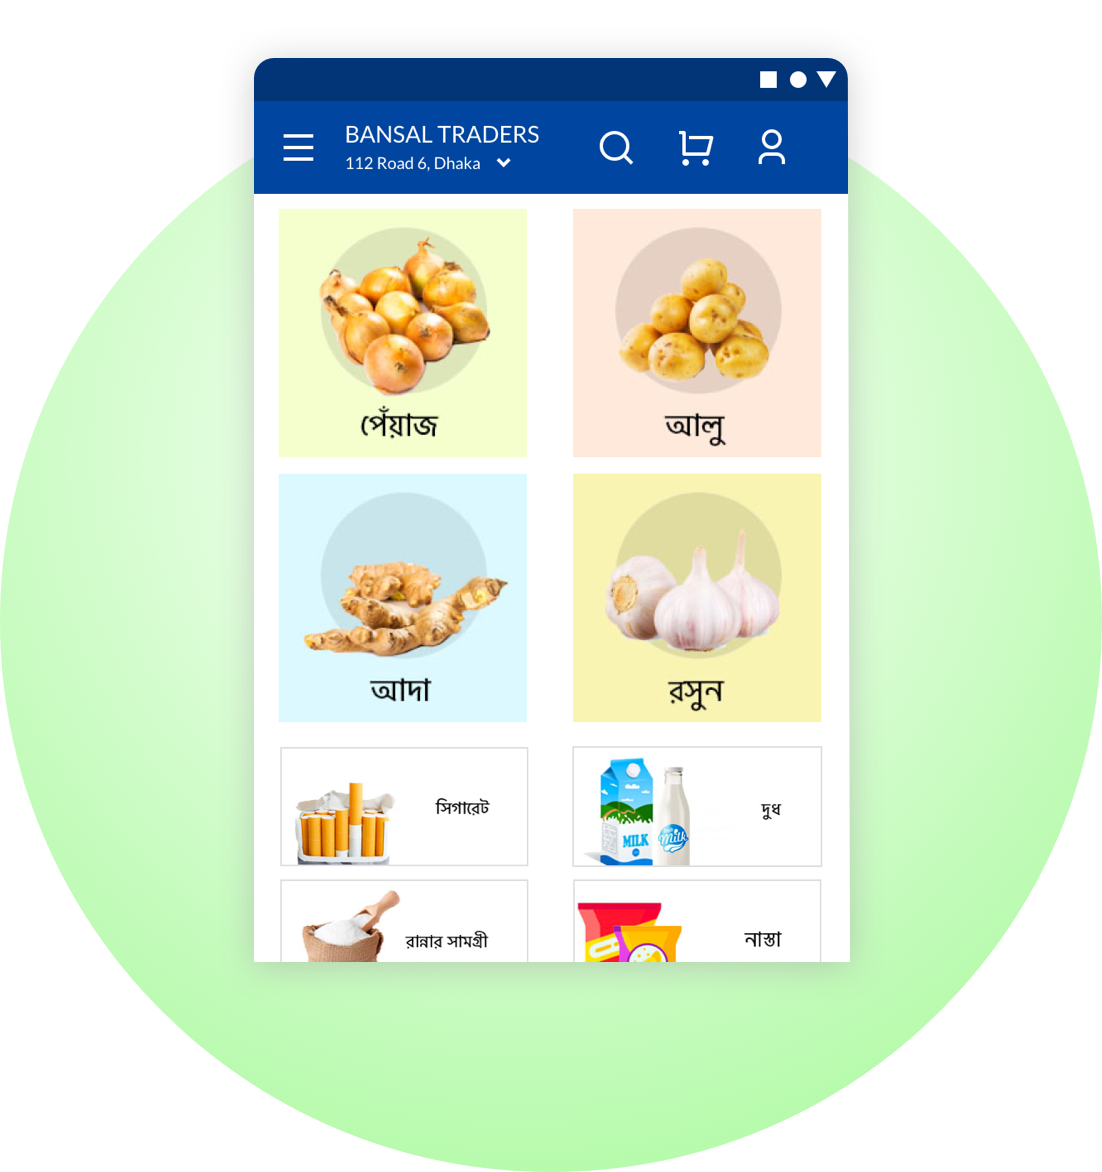 BANSAL TRADERS
112 Road 6, Dhaka
পেঁয়াজ
আলু
আদা
রসুন
সিগারেট
MILK
Milk
দুধ
রান্নার সামগ্রী
নাস্তা